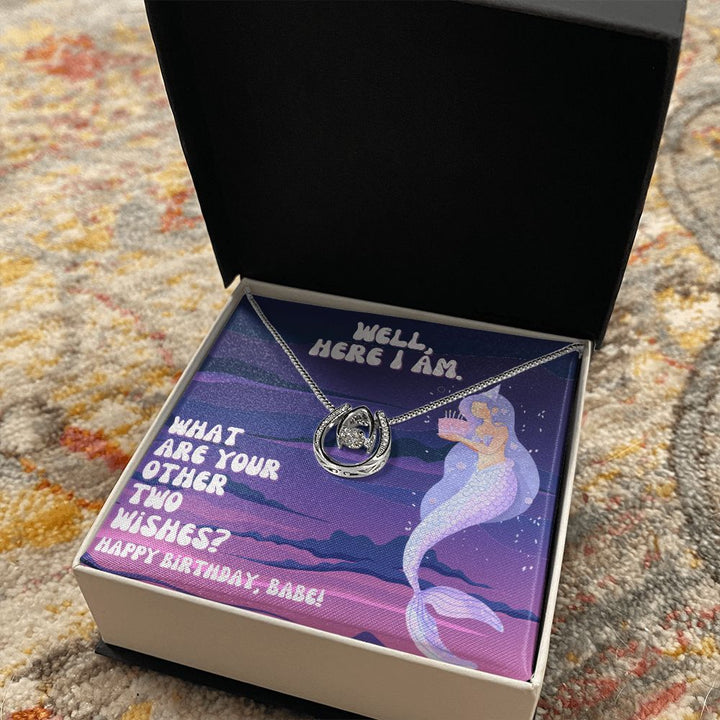 WELL,
HERE I AM.
WHAT
ARE YOUR
OTHER
TWO
WISHES?
HAPPY BIRTHDAY, BABE!